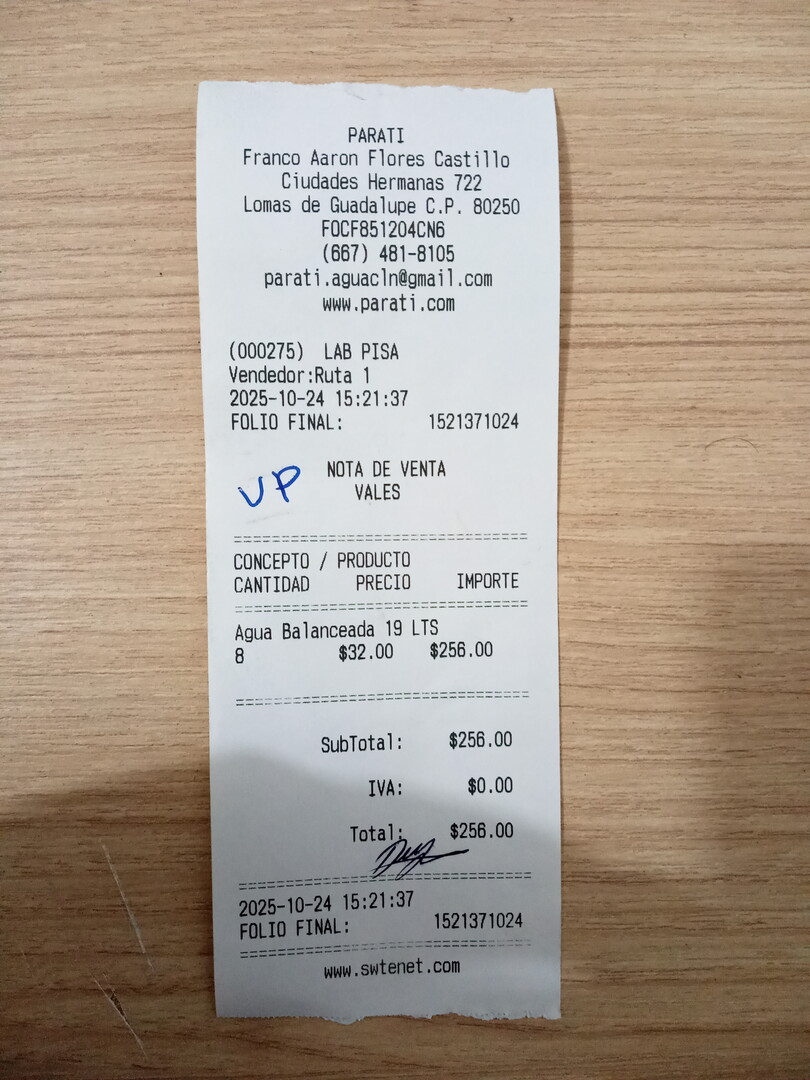 PARATI
Franco Aaron Flores Castillo
Ciudades Hermanas 722
Lomas de Guadalupe C.P. 80250
FOCF851204CN6
(667) 481-8105
parati.aguacln@gmail.com
www.parati.com
(000275) LAB PISA
Vendedor:Ruta 1
2025-10-24 15:21:37
FOLIO FINAL: 1521371024
VP
NOTA DE VENTA
VALES
CONCEPTO / PRODUCTO
CANTIDAD PRECIO IMPORTE
Agua Balanceada 19 LTS
8 $32.00 $256.00
SubTotal: $256.00
IVA: $0.00
Total: $256.00
2025-10-24 15:21:37
FOLIO FINAL: 1521371024
www.swtenet.com